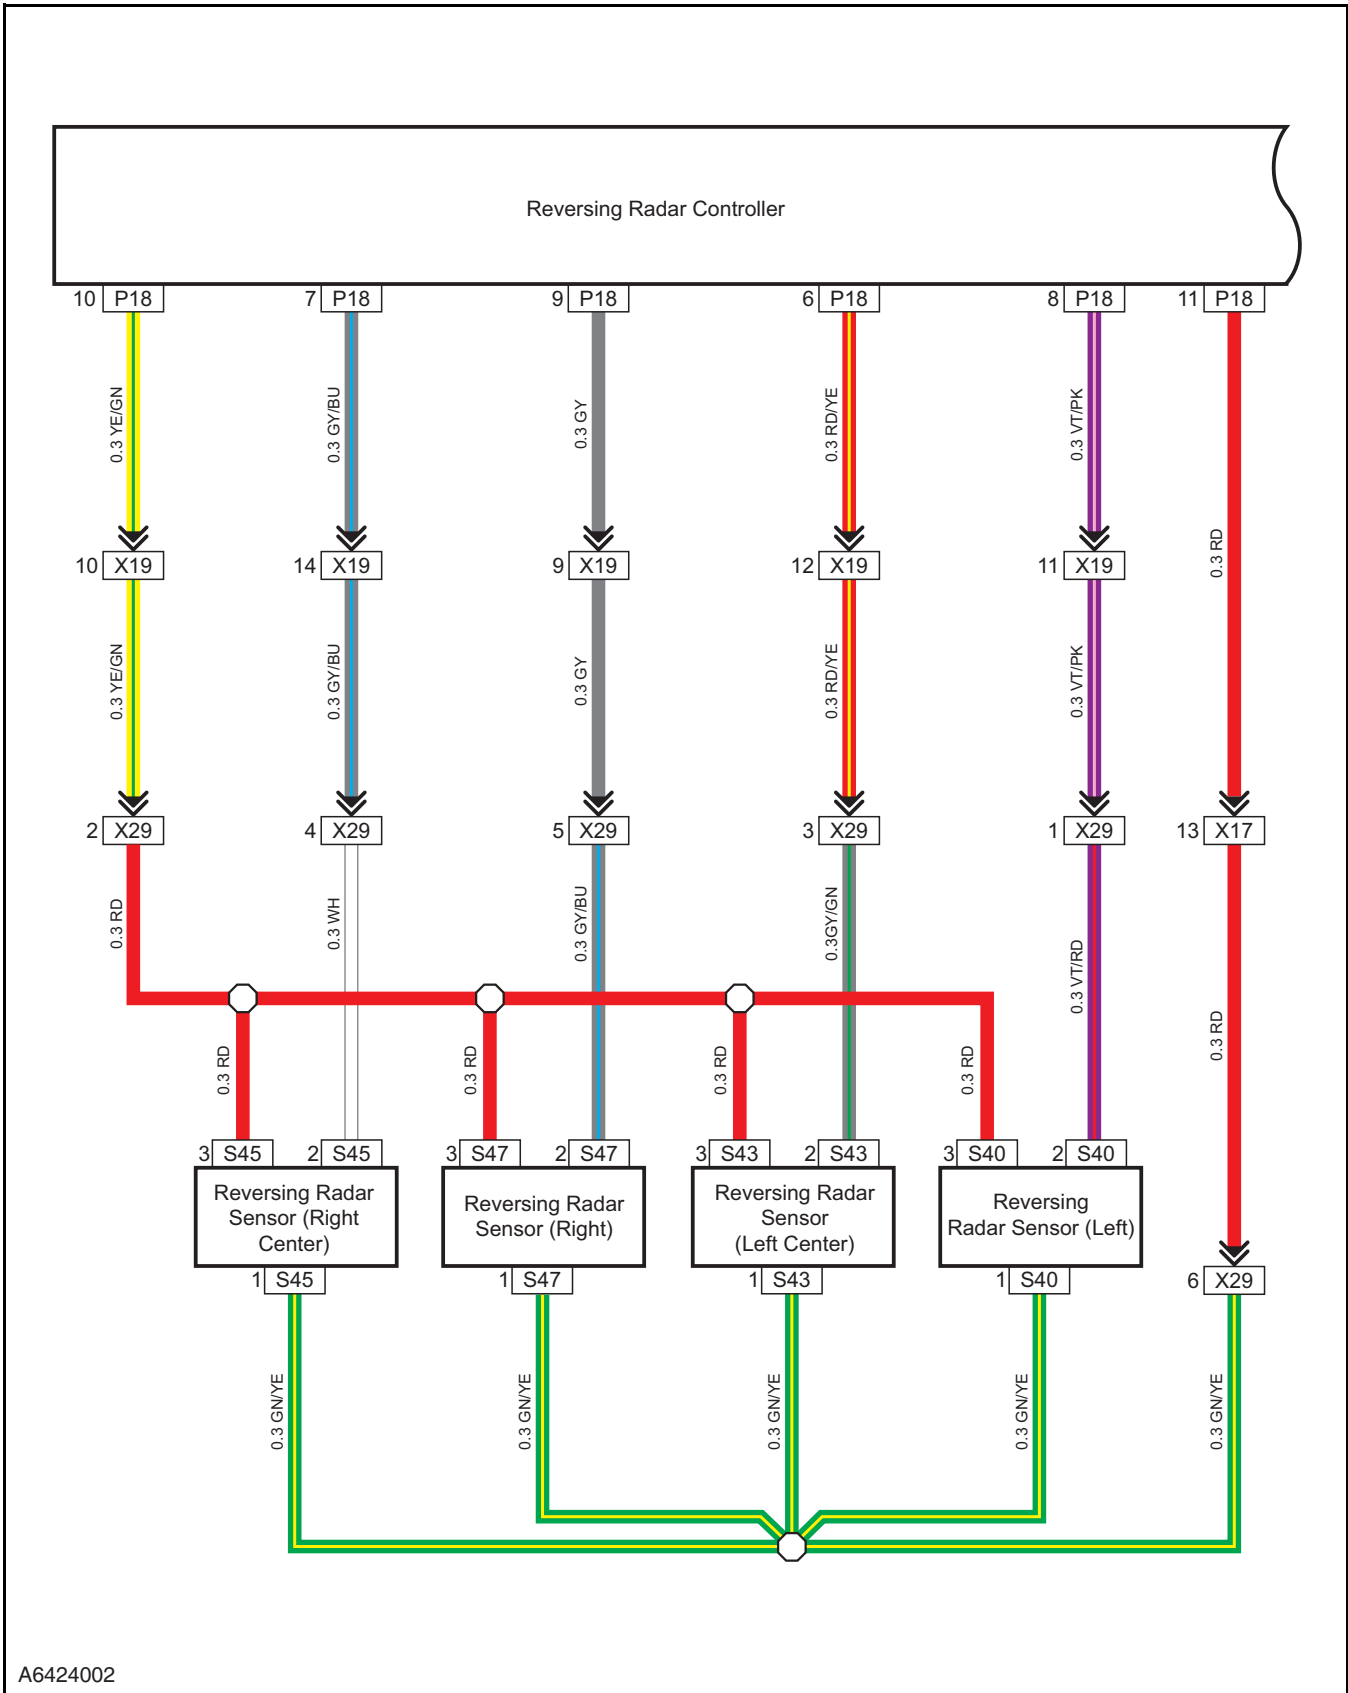 Reversing Radar Controller
10 P18
7 P18
9 P18
6 P18
8 P18
11 P18
0.3 YE/GN
0.3 GY/BU
0.3 GY
0.3 RD/YE
0.3 VT/PK
0.3 RD
10 X19
14 X19
9 X19
12 X19
11 X19
0.3 YE/GN
0.3 GY/BU
0.3 GY
0.3 RD/YE
0.3 VT/PK
2 X29
4 X29
5 X29
3 X29
1 X29
13 X17
0.3 RD
0.3 WH
0.3 GY/BU
0.3GY/GN
0.3 VT/RD
0.3 RD
0.3 RD
0.3 RD
0.3 RD
0.3 RD
3 S45
2 S45
3 S47
2 S47
3 S43
2 S43
3 S40
2 S40
Reversing Radar
Sensor (Right
Center)
Reversing Radar
Sensor (Right)
Reversing Radar
Sensor
(Left Center)
Reversing
Radar Sensor (Left)
1 S45
1 S47
1 S43
1 S40
6 X29
0.3 GN/YE
0.3 GN/YE
0.3 GN/YE
0.3 GN/YE
0.3 GN/YE
A6424002